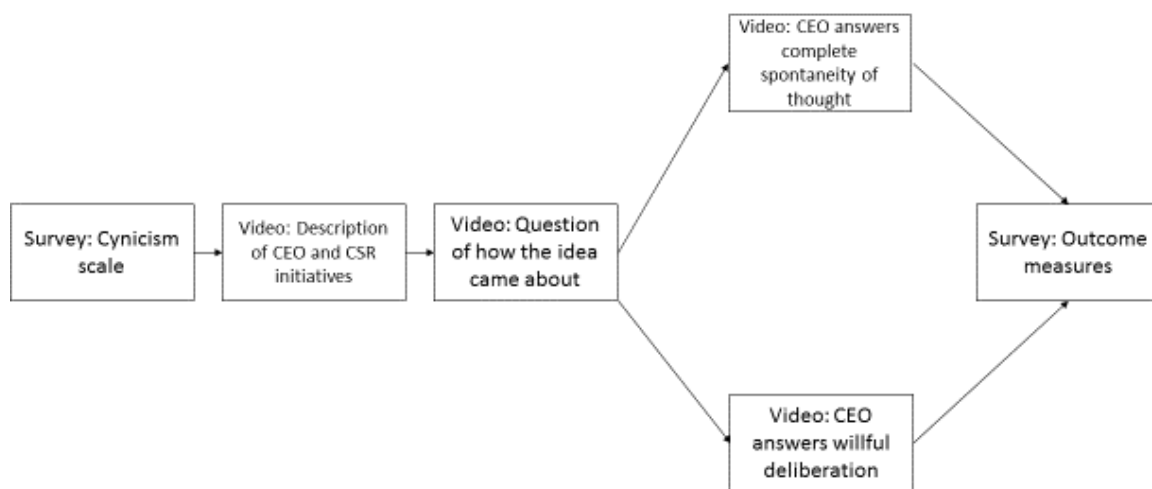 Survey: Cynicism
scale
Video: Description
of CEO and CSR
initiatives
Video: Question
of how the idea
came about
Video: CEO answers
complete
spontaneity of
thought
Video: CEO
answers willful
deliberation
Survey: Outcome
measures